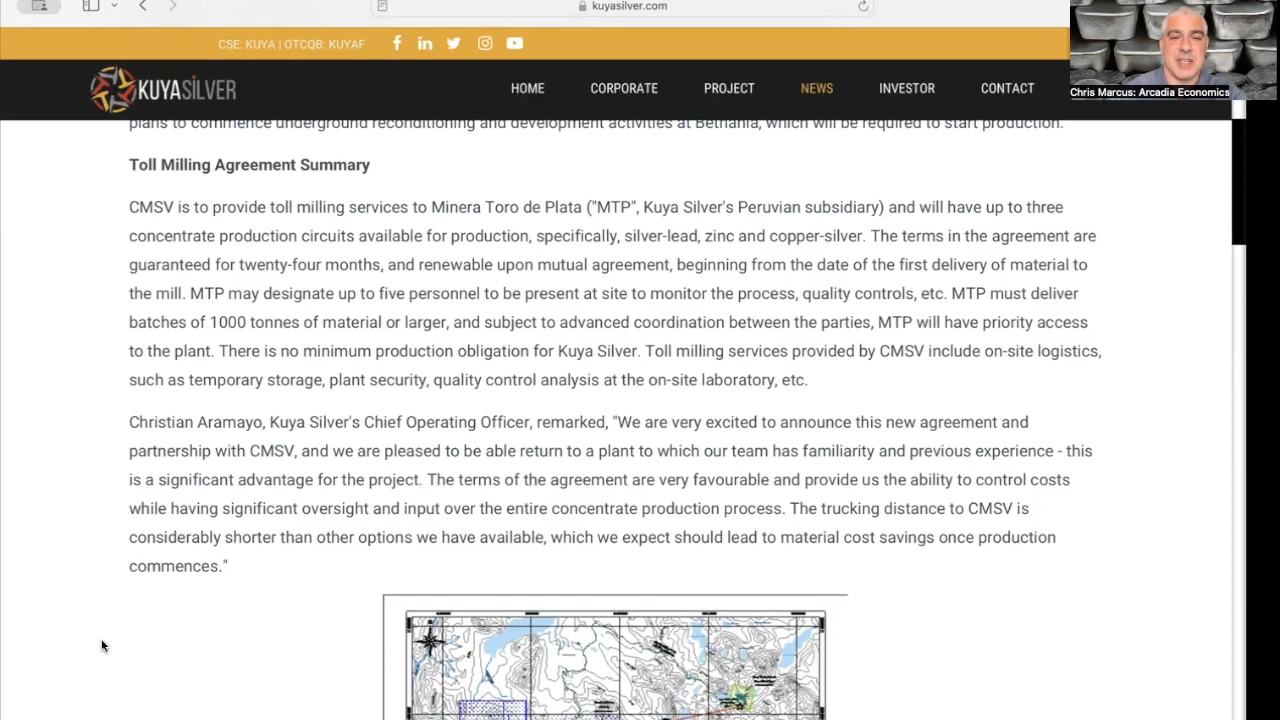 kuyasilver.com
CSE: KUYA | OTCQB: KUYAF
KUYASILVER
HOME
CORPORATE
PROJECT
NEWS
INVESTOR
CONTACT
Chris Marcus: Arcadia Economics
plans to commence underground reconditioning and development activities at Bethania, which will be required to start production.
Toll Milling Agreement Summary
CMSV is to provide toll milling services to Minera Toro de Plata ("MTP", Kuya Silver's Peruvian subsidiary) and will have up to three
concentrate production circuits available for production, specifically, silver-lead, zinc and copper-silver. The terms in the agreement are
guaranteed for twenty-four months, and renewable upon mutual agreement, beginning from the date of the first delivery of material to
the mill. MTP may designate up to five personnel to be present at site to monitor the process, quality controls, etc. MTP must deliver
batches of 1000 tonnes of material or larger, and subject to advanced coordination between the parties, MTP will have priority access
to the plant. There is no minimum production obligation for Kuya Silver. Toll milling services provided by CMSV include on-site logistics,
such as temporary storage, plant security, quality control analysis at the on-site laboratory, etc.
Christian Aramayo, Kuya Silver's Chief Operating Officer, remarked, "We are very excited to announce this new agreement and
partnership with CMSV, and we are pleased to be able return to a plant to which our team has familiarity and previous experience - this
is a significant advantage for the project. The terms of the agreement are very favourable and provide us the ability to control costs
while having significant oversight and input over the entire concentrate production process. The trucking distance to CMSV is
considerably shorter than other options we have available, which we expect should lead to material cost savings once production
commences."